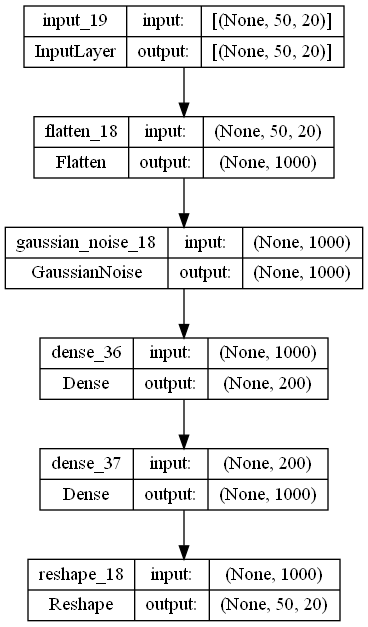 input_19 input: [(None, 50, 20)]
InputLayer output: [(None, 50, 20)]
flatten_18 input: (None, 50, 20)
Flatten output: (None, 1000)
gaussian_noise_18 input: (None, 1000)
GaussianNoise output: (None, 1000)
dense_36 input: (None, 1000)
Dense output: (None, 200)
dense_37 input: (None, 200)
Dense output: (None, 1000)
reshape_18 input: (None, 1000)
Reshape output: (None, 50, 20)